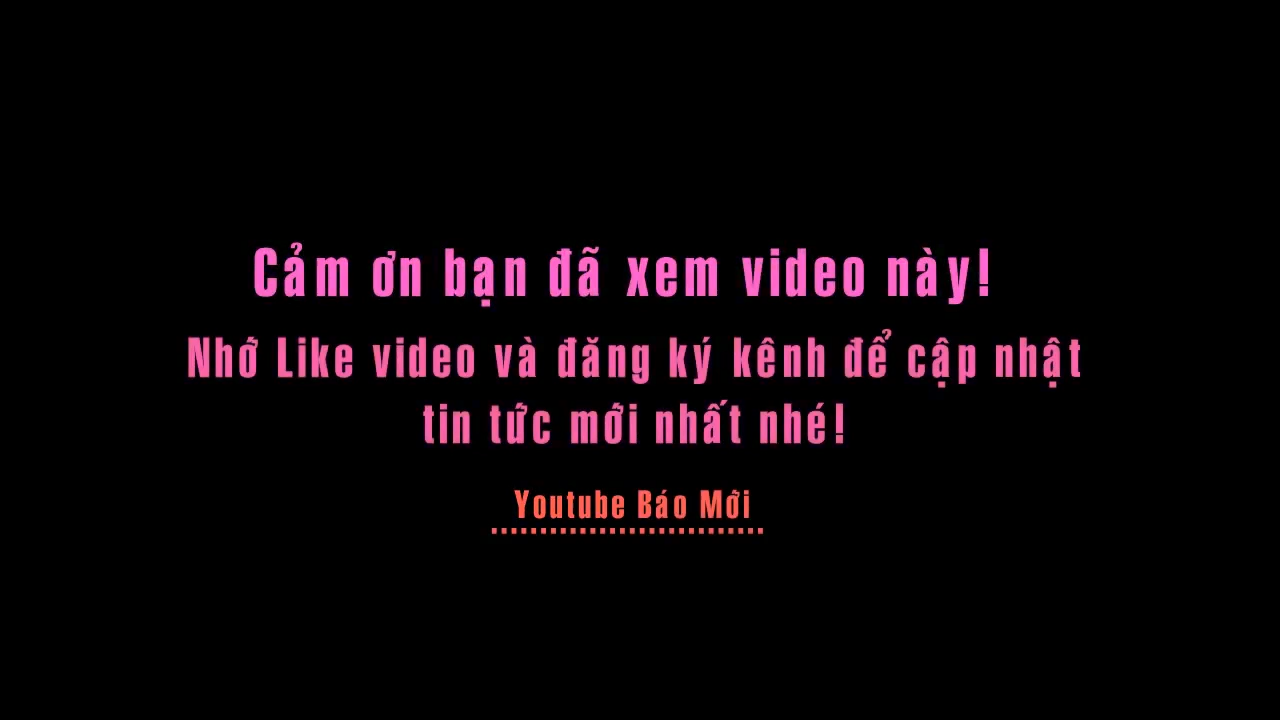 Cảm ơn bạn đã xem video này!
Nhớ Like video và đăng ký kênh để cập nhật
tin tức mới nhất nhé!
Youtube Báo Mới